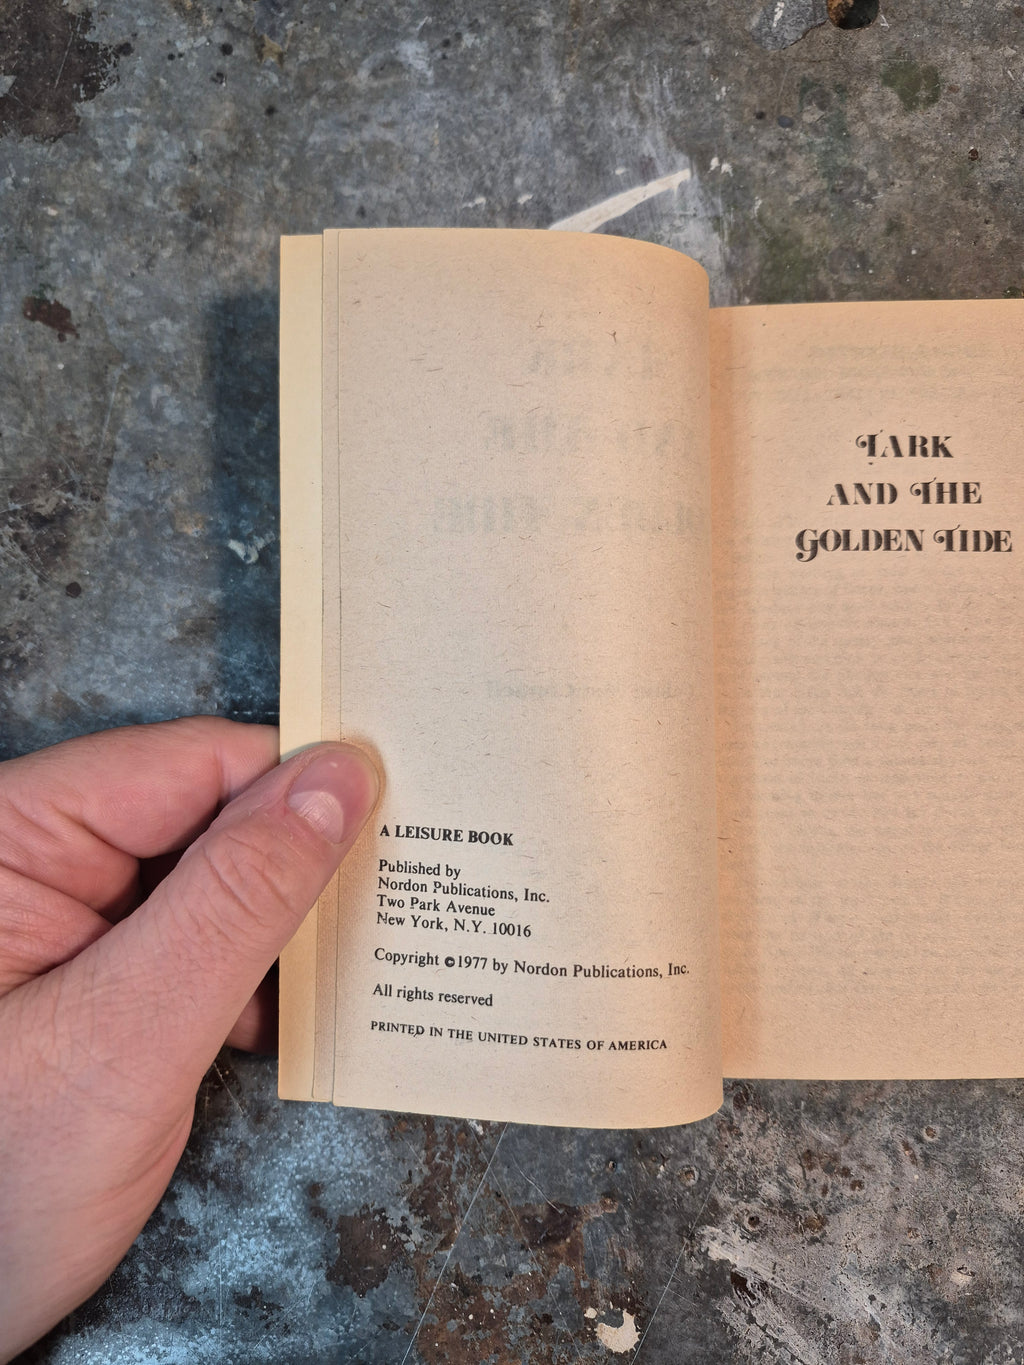 A LEISURE BOOK
Published by
Nordon Publications, Inc.
Two Park Avenue
New York, N.Y. 10016
Copyright ©1977 by Nordon Publications, Inc.
All rights reserved
PRINTED IN THE UNITED STATES OF AMERICA
TARK
AND THE
GOLDEN TIDE